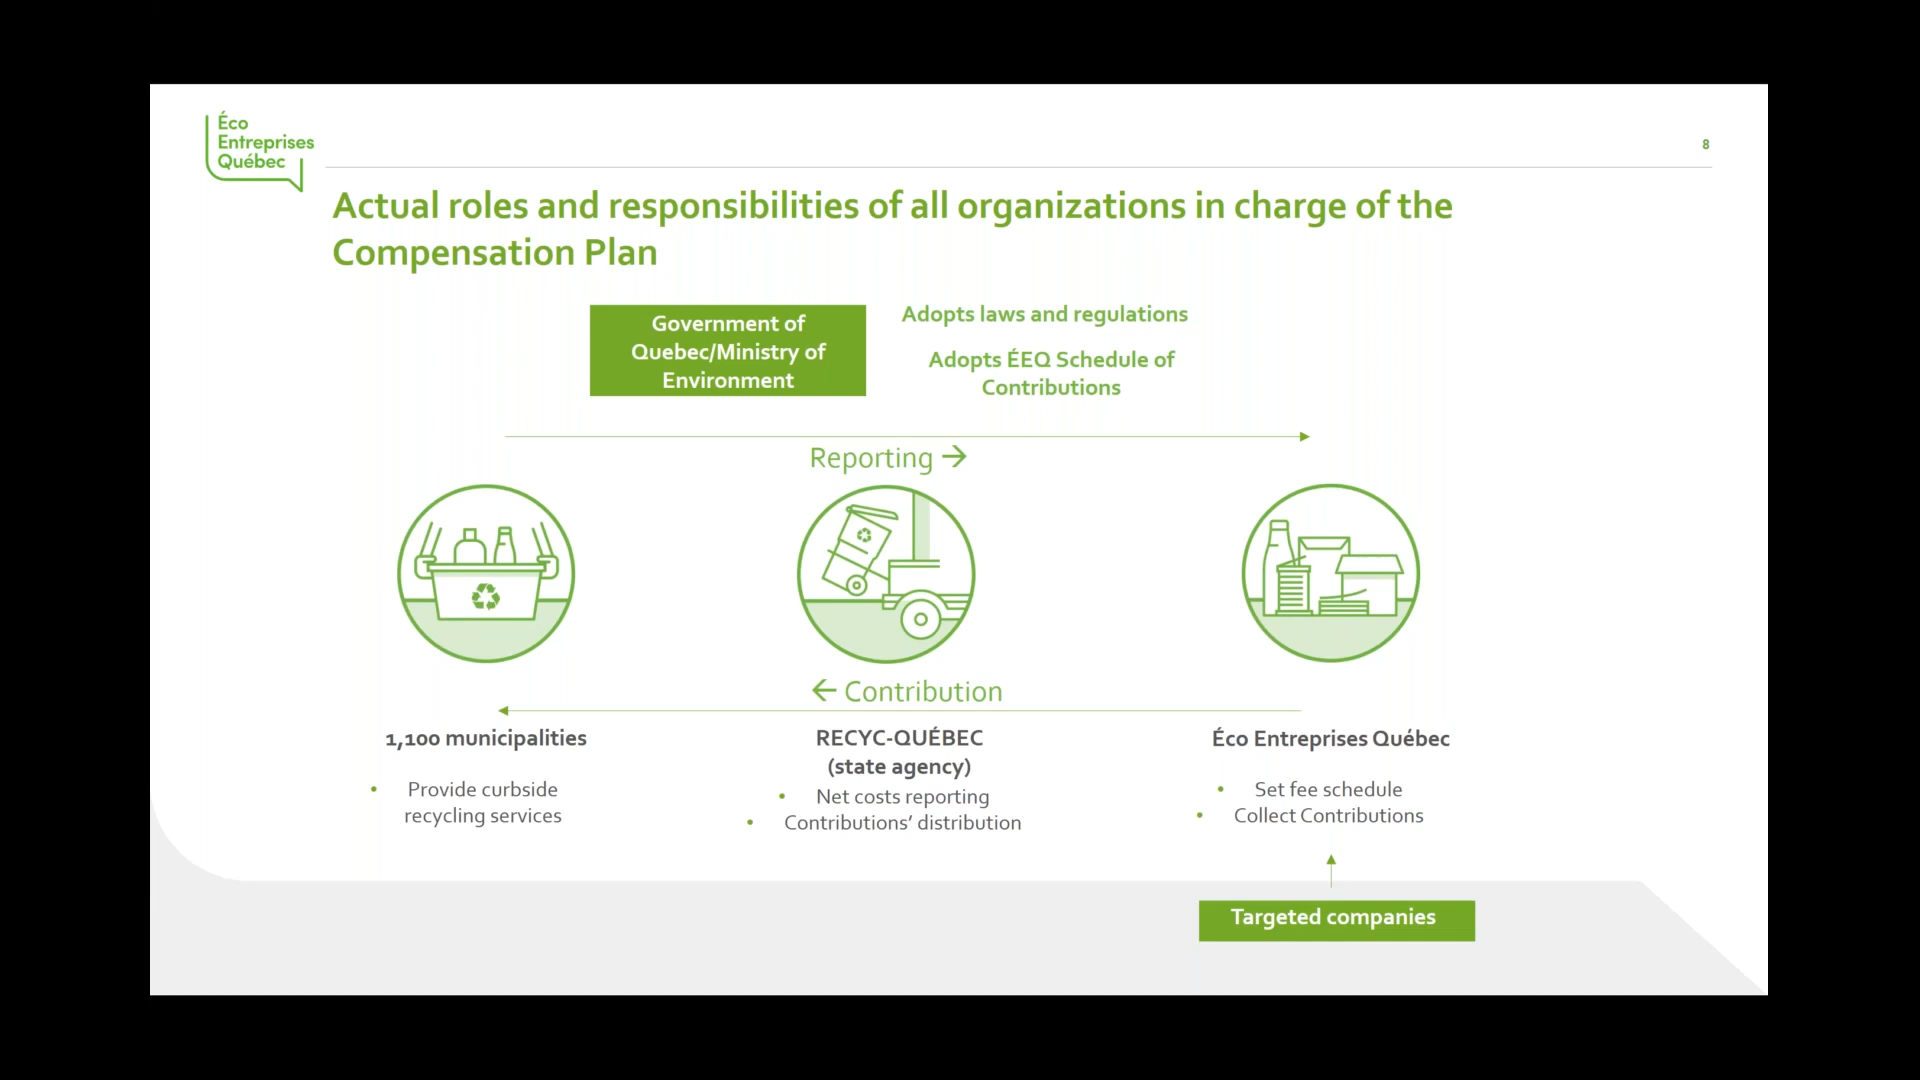 Éco
Entreprises
Québec
8
Actual roles and responsibilities of all organizations in charge of the
Compensation Plan
Government of
Quebec/Ministry of
Environment
Adopts laws and regulations
Adopts ÉEQ Schedule of
Contributions
Reporting →
← Contribution
1,100 municipalities
• Provide curbside
recycling services
RECYC-QUÉBEC
(state agency)
• Net costs reporting
• Contributions’ distribution
Éco Entreprises Québec
• Set fee schedule
• Collect Contributions
Targeted companies